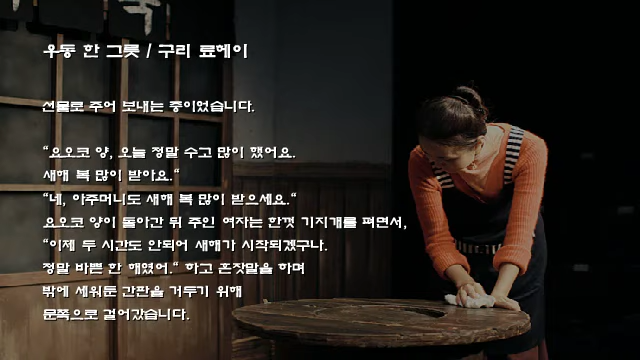 우동 한 그릇 / 구리 료헤이
선물로 주어 보내는 중이었습니다.
“요오코 양, 오늘 정말 수고 많이 했어요.
새해 복 많이 받아요.“
“네, 아주머니도 새해 복 많이 받으세요.“
요오코 양이 돌아간 뒤 주인 여자는 한껏 기지개를 펴면서,
“이제 두 시간도 안되어 새해가 시작되겠구나.
정말 바쁜 한 해였어.“ 하고 혼잣말을 하며
밖에 세워둔 간판을 거두기 위해
문쪽으로 걸어갔습니다.